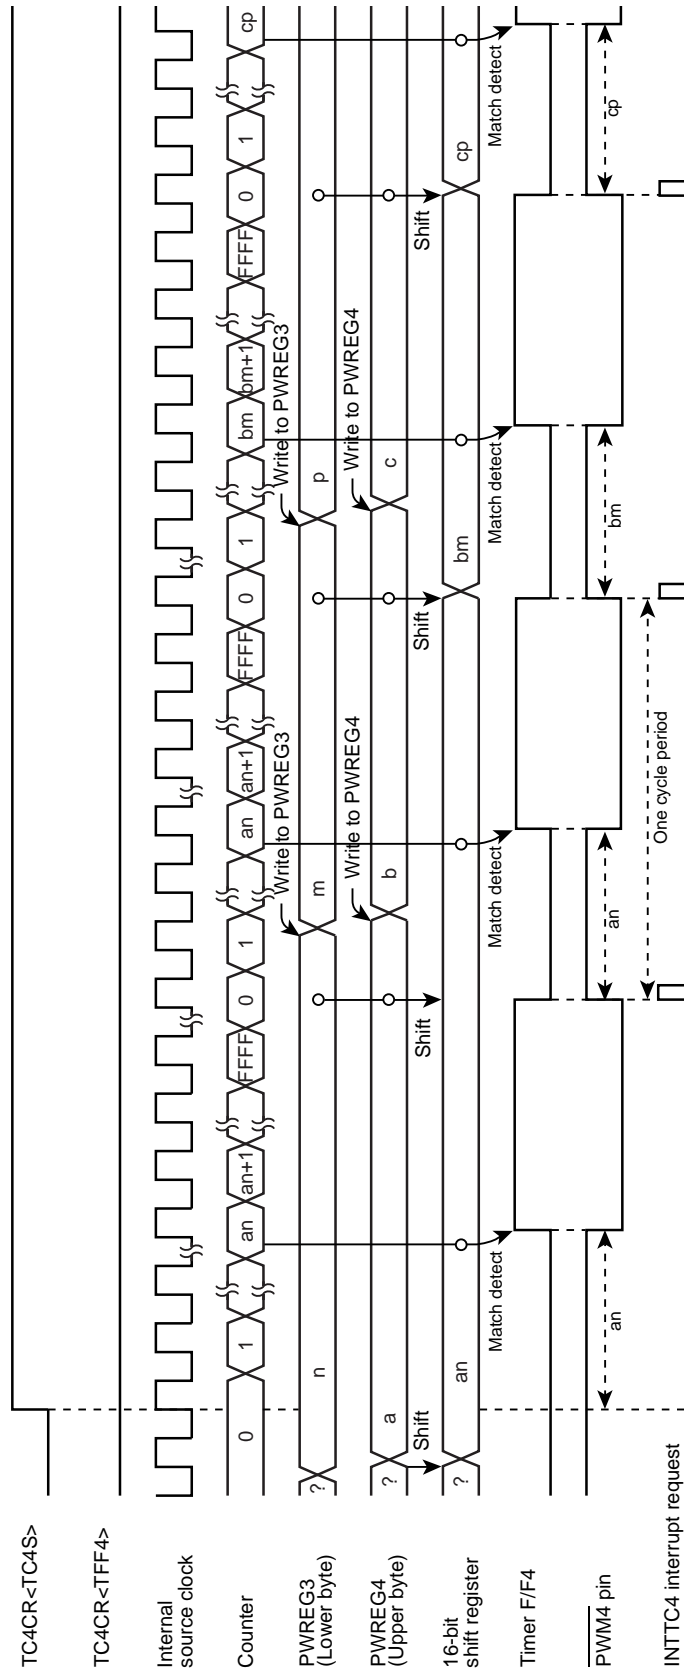 TC4CR<TC4S>
TC4CR<TFF4>
Internal
source clock
Counter
0
1
an
an+1
FFFF
0
1
an
an+1
FFFF
0
1
bm
bm+1
FFFF
0
1
cp
Write to PWREG3
Write to PWREG3
PWREG3
(Lower byte)
?
n
m
p
Write to PWREG4
Write to PWREG4
PWREG4
(Upper byte)
?
a
b
c
Shift
Shift
Shift
Shift
16-bit
shift register
?
an
bm
cp
Match detect
Match detect
Match detect
Match detect
Timer F/F4
PWM4 pin
an
an
bm
cp
One cycle period
INTTC4 interrupt request